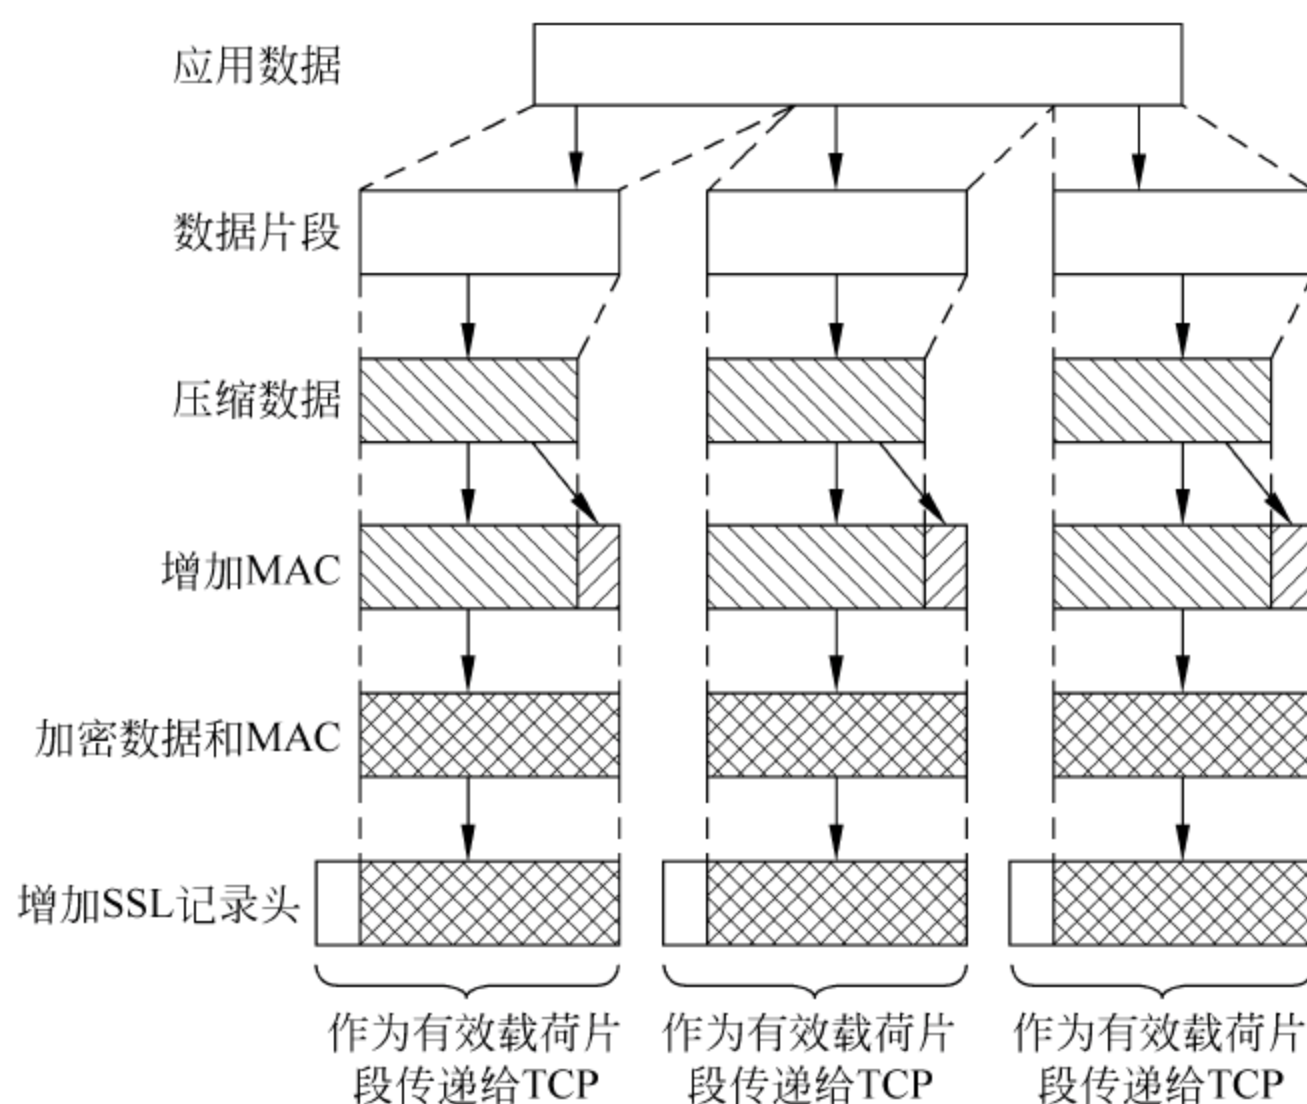 应用数据
数据片段
压缩数据
增加MAC
加密数据和MAC
增加SSL记录头
作为有效载荷片
段传递给TCP
作为有效载荷片
段传递给TCP
作为有效载荷片
段传递给TCP